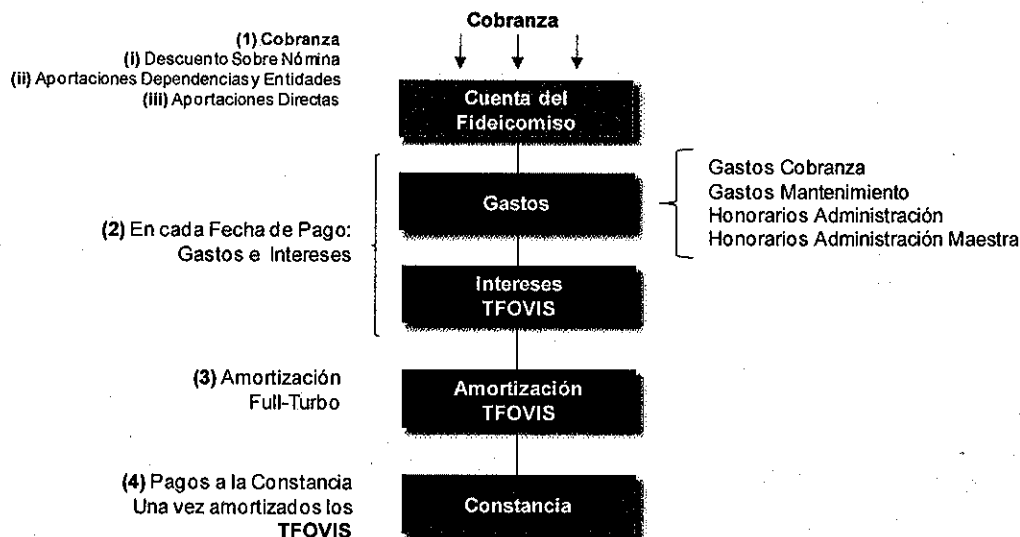 Cobranza
(1) Cobranza
(i) Descuento Sobre Nómina
(ii) Aportaciones Dependencias y Entidades
(iii) Aportaciones Directas
Cuenta del
Fideicomiso
(2) En cada Fecha de Pago:
Gastos e Intereses
Gastos
Gastos Cobranza
Gastos Mantenimiento
Honorarios Administración
Honorarios Administración Maestra
Intereses
TFOVIS
(3) Amortización
Full-Turbo
Amortización
TFOVIS
(4) Pagos a la Constancia
Una vez amortizados los
TFOVIS
Constancia